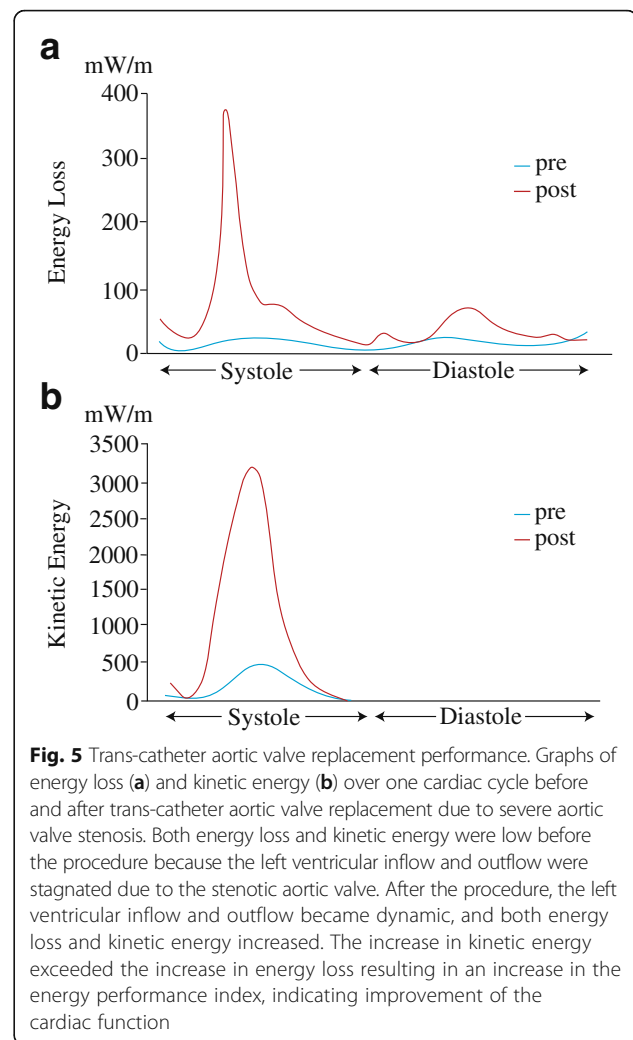 a
mW/m
400
300
200
100
0
Energy Loss
pre
post
Systole
Diastole
b
mW/m
3500
3000
2500
2000
1500
1000
500
0
Kinetic Energy
pre
post
Systole
Diastole
Fig. 5 Trans-catheter aortic valve replacement performance. Graphs of
energy loss (a) and kinetic energy (b) over one cardiac cycle before
and after trans-catheter aortic valve replacement due to severe aortic
valve stenosis. Both energy loss and kinetic energy were low before
the procedure because the left ventricular inflow and outflow were
stagnated due to the stenotic aortic valve. After the procedure, the left
ventricular inflow and outflow became dynamic, and both energy
loss and kinetic energy increased. The increase in kinetic energy
exceeded the increase in energy loss resulting in an increase in the
energy performance index, indicating improvement of the
cardiac function